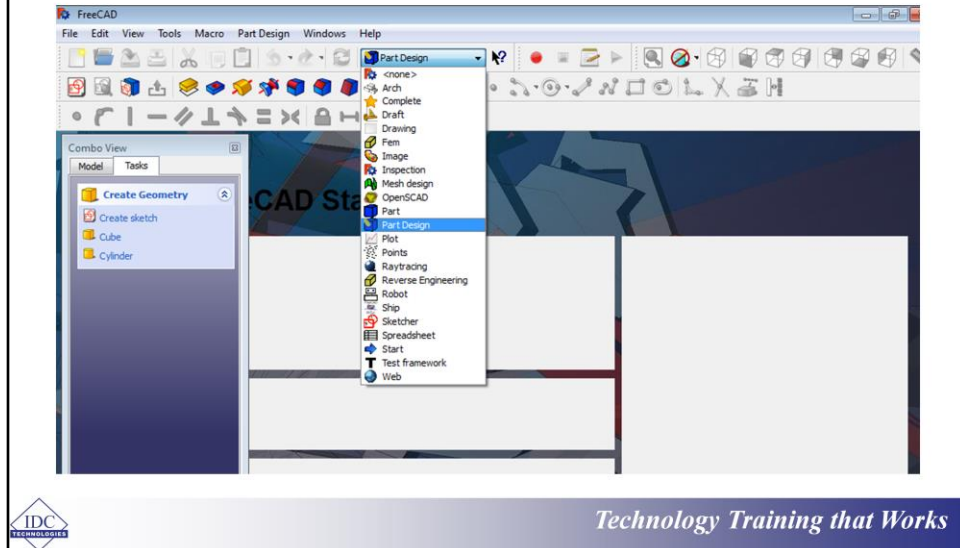 FreeCAD
File Edit View Tools Macro Part Design Windows Help
Part Design
<none>
Arch
Complete
Draft
Drawing
Fem
Image
Inspection
Mesh design
OpenSCAD
Part
Part Design
Plot
Points
Raytracing
Reverse Engineering
Robot
Ship
Sketcher
Spreadsheet
Start
Test framework
Web
Combo View
Model Tasks
Create Geometry
Create sketch
Cube
Cylinder
CAD Sta
IDC
TECHNOLOGIES
Technology Training that Works